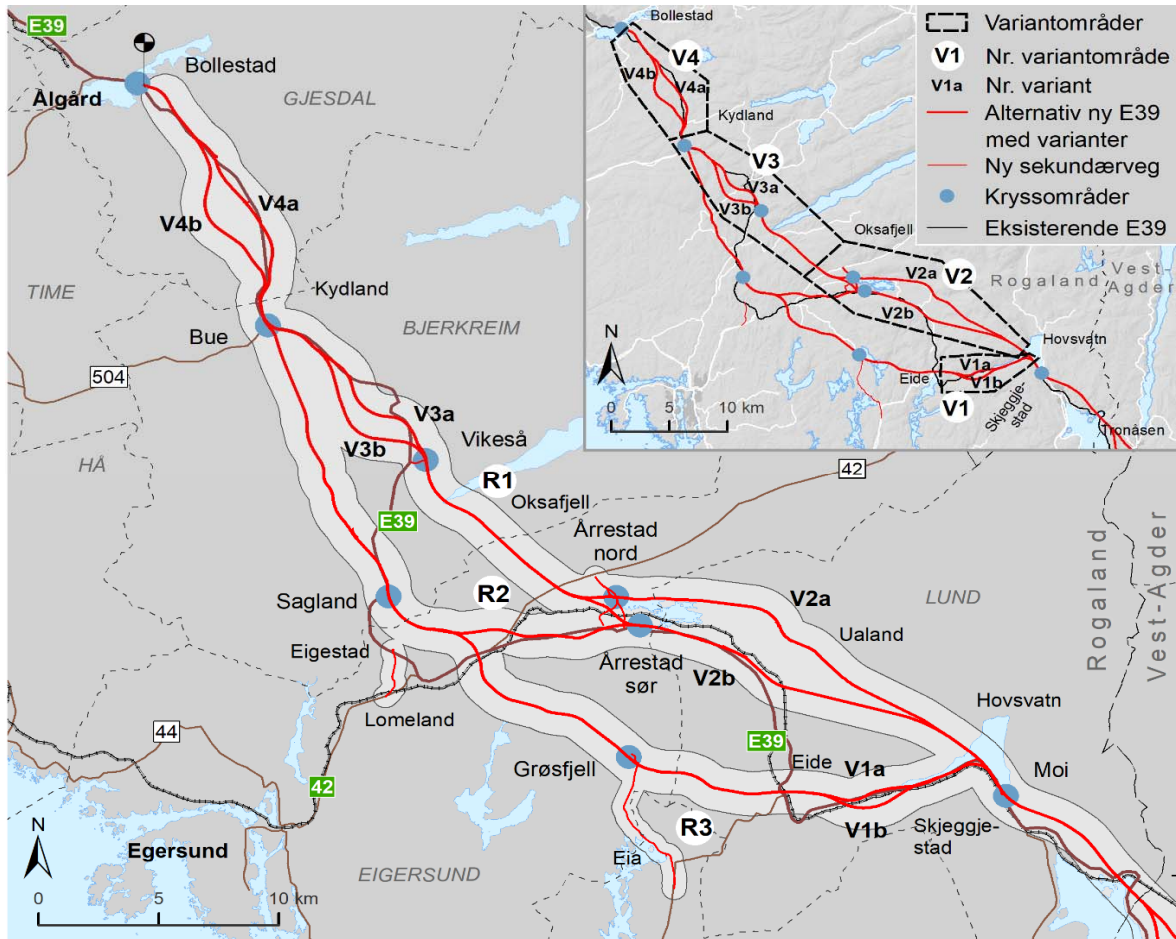 E39
Bollestad
Ålgård
GJESDAL
V4a
V4b
TIME
Kydland
Bue
BJERKREIM
504
V3a
V3b
Vikeså
HÅ
R1
Oksafjell
42
E39
Årrestad
nord
Sagland
R2
V2a
LUND
Ualand
Eigestad
Årrestad
sør
V2b
Lomeland
Hovsvatn
44
E39
Grøsfjell
Eide
V1a
Moi
42
V1b
Skjeggje-
stad
R3
Eia
Egersund
EIGERSUND
Rogaland
Vest-Agder
N
0 5 10 km
Bollestad
V4
V4b
V4a
Kydland
V3
V3a
V3b
Oksafjell
V2
V2a
V2b
Rogaland
Vest-
Agder
Hovsvatn
Eide
V1a
V1b
V1
Skjeggje-
stad
Tronåsen
N
0 5 10 km
Variantområder
V1 Nr. variantområde
V1a Nr. variant
Alternativ ny E39
med varianter
Ny sekundærveg
Kryssområder
Eksisterende E39